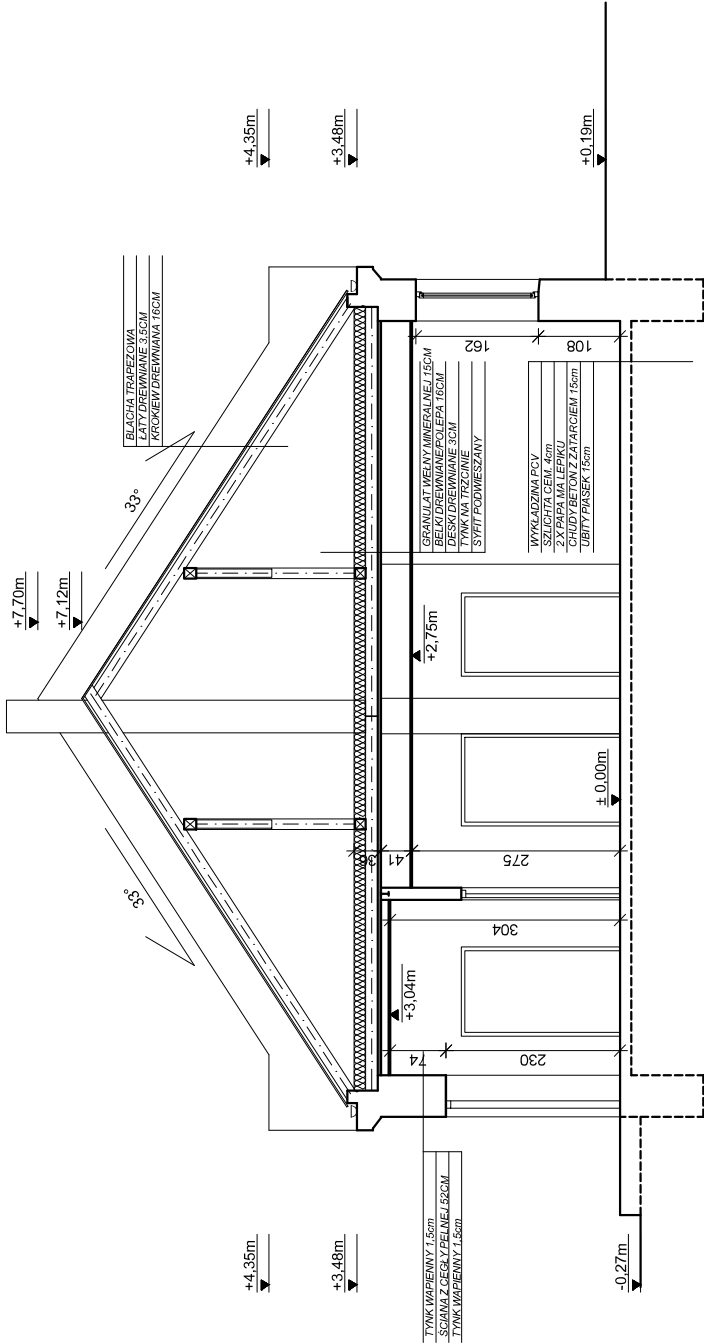 +7,70m
+7,12m
+4,35m
+3,48m
+4,35m
+3,48m
33°
33°
BLACHA TRAPEZOWA
ŁATY DREWNIANE 3,5CM
KROKIEW DREWNIANA 16CM
+0,19m
GRANULAT WEŁNY MINERALNEJ 15CM
BELKI DREWNIANE/POLEPA 16CM
DESKI DREWNIANE 3CM
TYNK NA TRZCINIE
SYFIT PODWIESZANY
WYKŁADZINA PCV
SZLICHTA CEM. 4cm
2 X PAPA MA LEPIKU
CHUDY BETON Z ZATARCIEM 15cm
UBITY PIASEK 15cm
162
108
+2,75m
± 0,00m
36
41
275
304
+3,04m
74
230
TYNK WAPIENNY 1,5cm
ŚCIANA Z CEGŁY PEŁNEJ 52CM
TYNK WAPIENNY 1,5cm
-0,27m